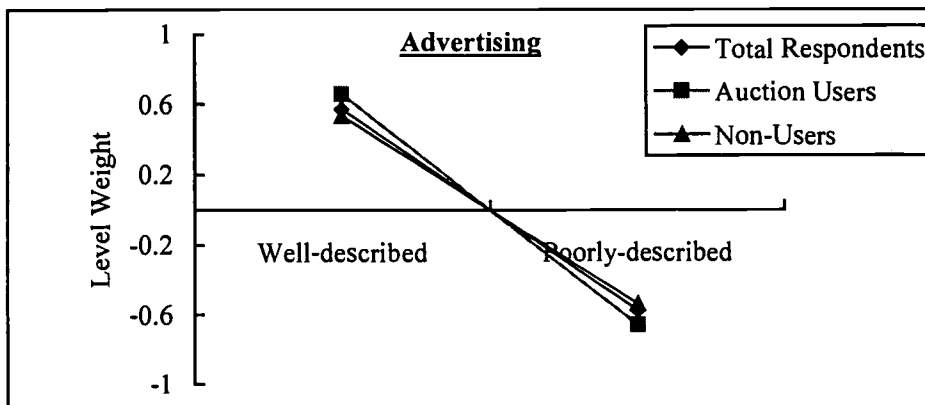 1
Advertising
Total Respondents
Auction Users
Non-Users
0.6
0.2
Level Weight
-0.2
Well-described
Poorly-described
-0.6
-1